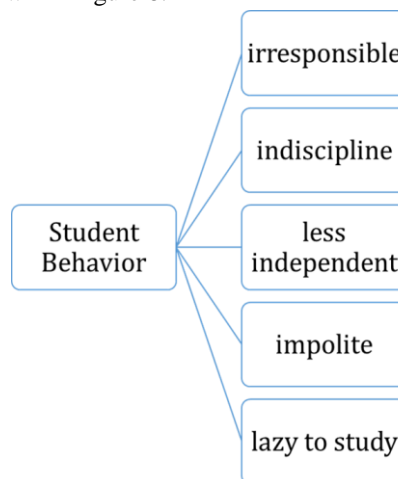 irresponsible
indiscipline
Student
Behavior
less
independent
impolite
lazy to study